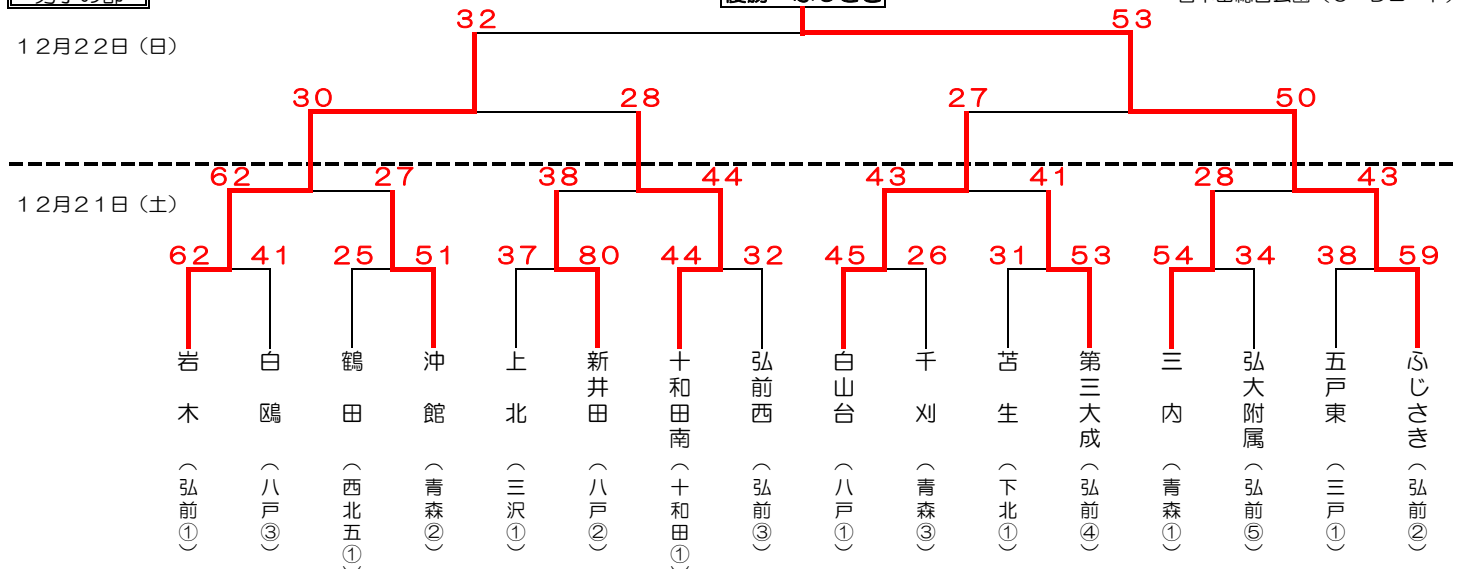 32
53
12月22日（日）
30
28
27
50
62
27
38
44
43
41
28
43
12月21日（土）
62
41
25
51
37
80
44
32
45
26
31
53
54
34
38
59
岩木（弘前①）
白鴎（八戸③）
鶴田（西北五①）
沖館（青森②）
上北（三沢①）
新井田（八戸②）
十和田南（十和田①）
弘前西（弘前③）
白山台（八戸①）
千刈（青森③）
苫生（下北①）
第三大成（弘前④）
三内（青森①）
弘大附属（弘前⑤）
五戸東（三戸①）
ふじさき（弘前②）